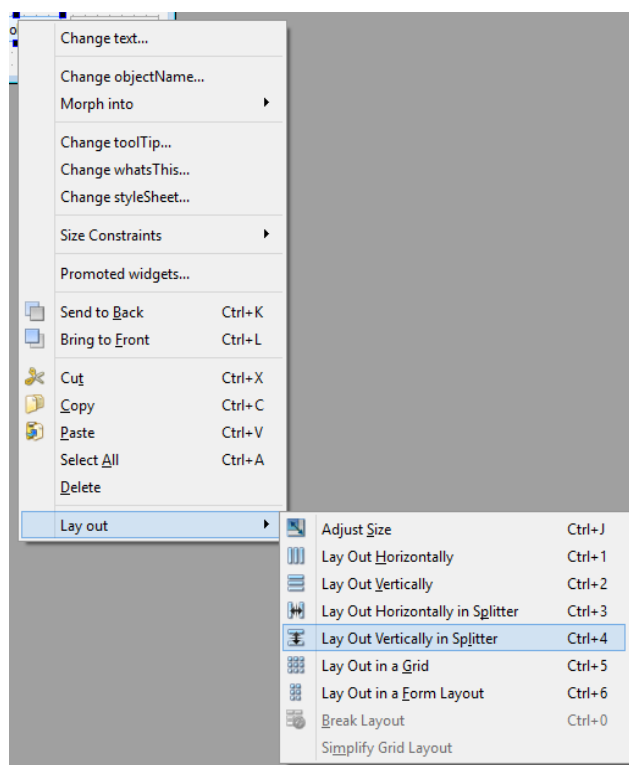 Change text...
Change objectName...
Morph into
Change toolTip...
Change whatsThis...
Change styleSheet...
Size Constraints
Promoted widgets...
Send to Back Ctrl+K
Bring to Front Ctrl+L
Cut Ctrl+X
Copy Ctrl+C
Paste Ctrl+V
Select All Ctrl+A
Delete
Lay out
Adjust Size Ctrl+J
Lay Out Horizontally Ctrl+1
Lay Out Vertically Ctrl+2
Lay Out Horizontally in Splitter Ctrl+3
Lay Out Vertically in Splitter Ctrl+4
Lay Out in a Grid Ctrl+5
Lay Out in a Form Layout Ctrl+6
Break Layout Ctrl+0
Simplify Grid Layout